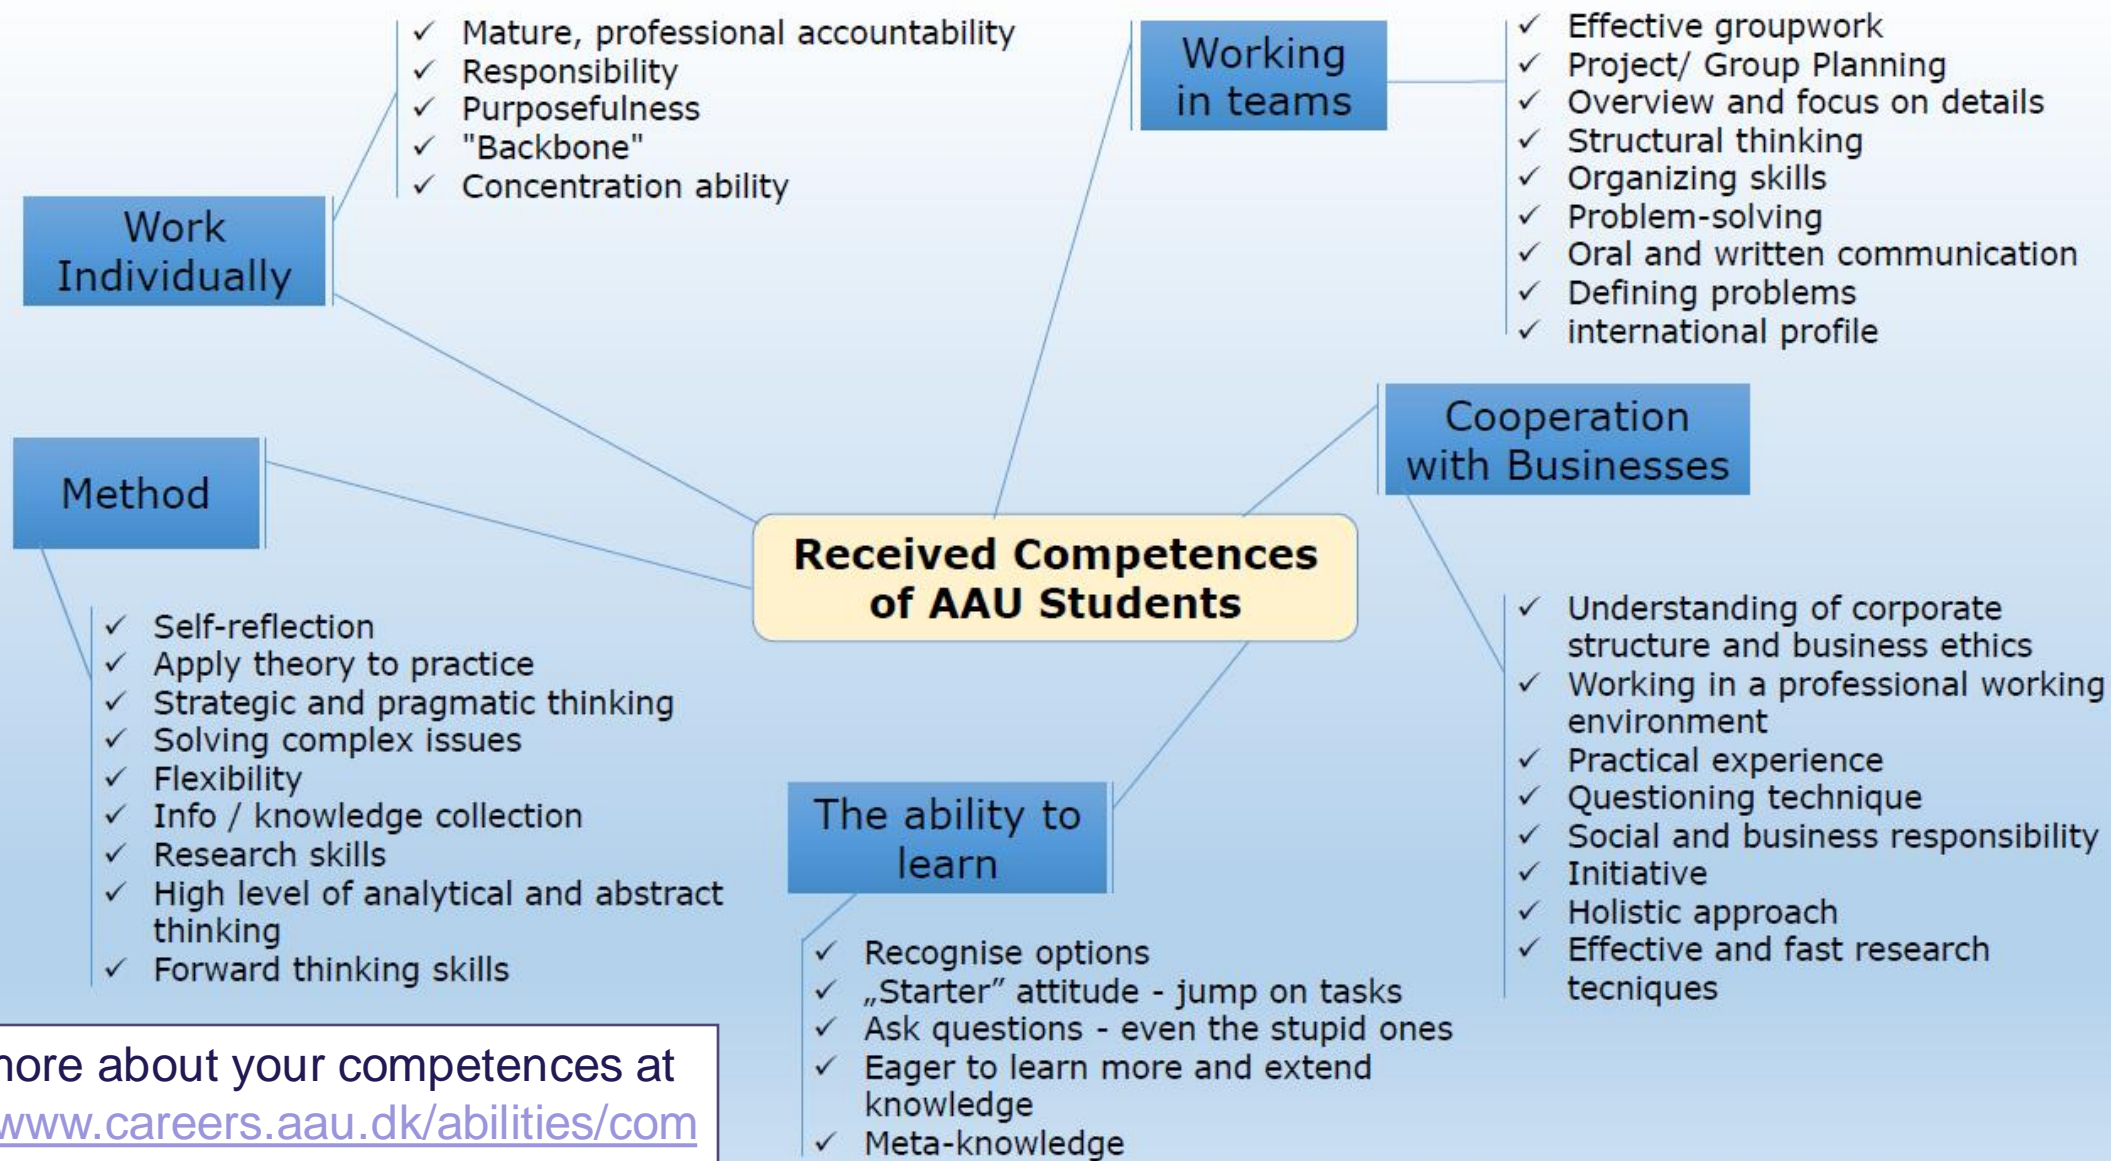 Mature, professional accountability
Responsibility
Purposefulness
"Backbone"
Concentration ability
Work
Individually
Working
in teams
Effective groupwork
Project/ Group Planning
Overview and focus on details
Structural thinking
Organizing skills
Problem-solving
Oral and written communication
Defining problems
international profile
Method
Self-reflection
Apply theory to practice
Strategic and pragmatic thinking
Solving complex issues
Flexibility
Info / knowledge collection
Research skills
High level of analytical and abstract
thinking
Forward thinking skills
Received Competences
of AAU Students
Cooperation
with Businesses
Understanding of corporate
structure and business ethics
Working in a professional working
environment
Practical experience
Questioning technique
Social and business responsibility
Initiative
Holistic approach
Effective and fast research
tecniques
The ability to
learn
Recognise options
„Starter” attitude - jump on tasks
Ask questions - even the stupid ones
Eager to learn more and extend
knowledge
Meta-knowledge
more about your competences at
www.careers.aau.dk/abilities/com